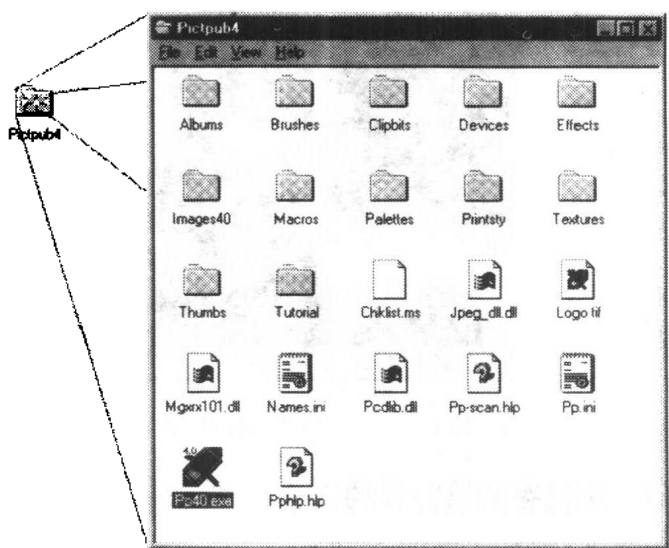 Pictpub4
File Edit View Help
Pictpub4
Albums Brushes Clipbits Devices Effects
Images40 Macros Palettes Printsty Textures
Thumbs Tutorial Chklist.ms Jpeg_dll.dll Logo.tif
Mgxrx101.dll Names.ini Pcdlib.dll Pp-scan.hlp Pp.ini
4.0
Pp40.exe Pphlp.hlp